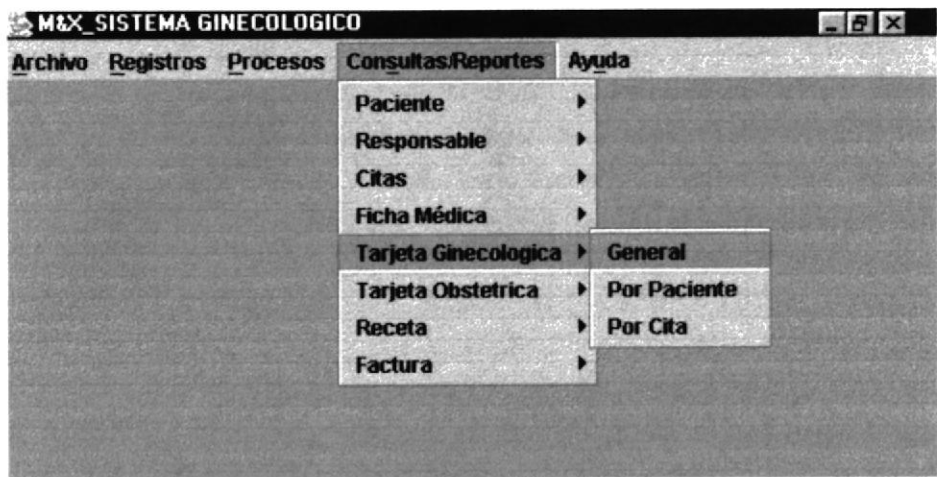 M&X_SISTEMA GINECOLOGICO
Archivo Registros Procesos Consultas/Reportes Ayuda
Paciente
Responsable
Citas
Ficha Médica
Tarjeta Ginecologica General
Tarjeta Obstetrica Por Paciente
Receta Por Cita
Factura